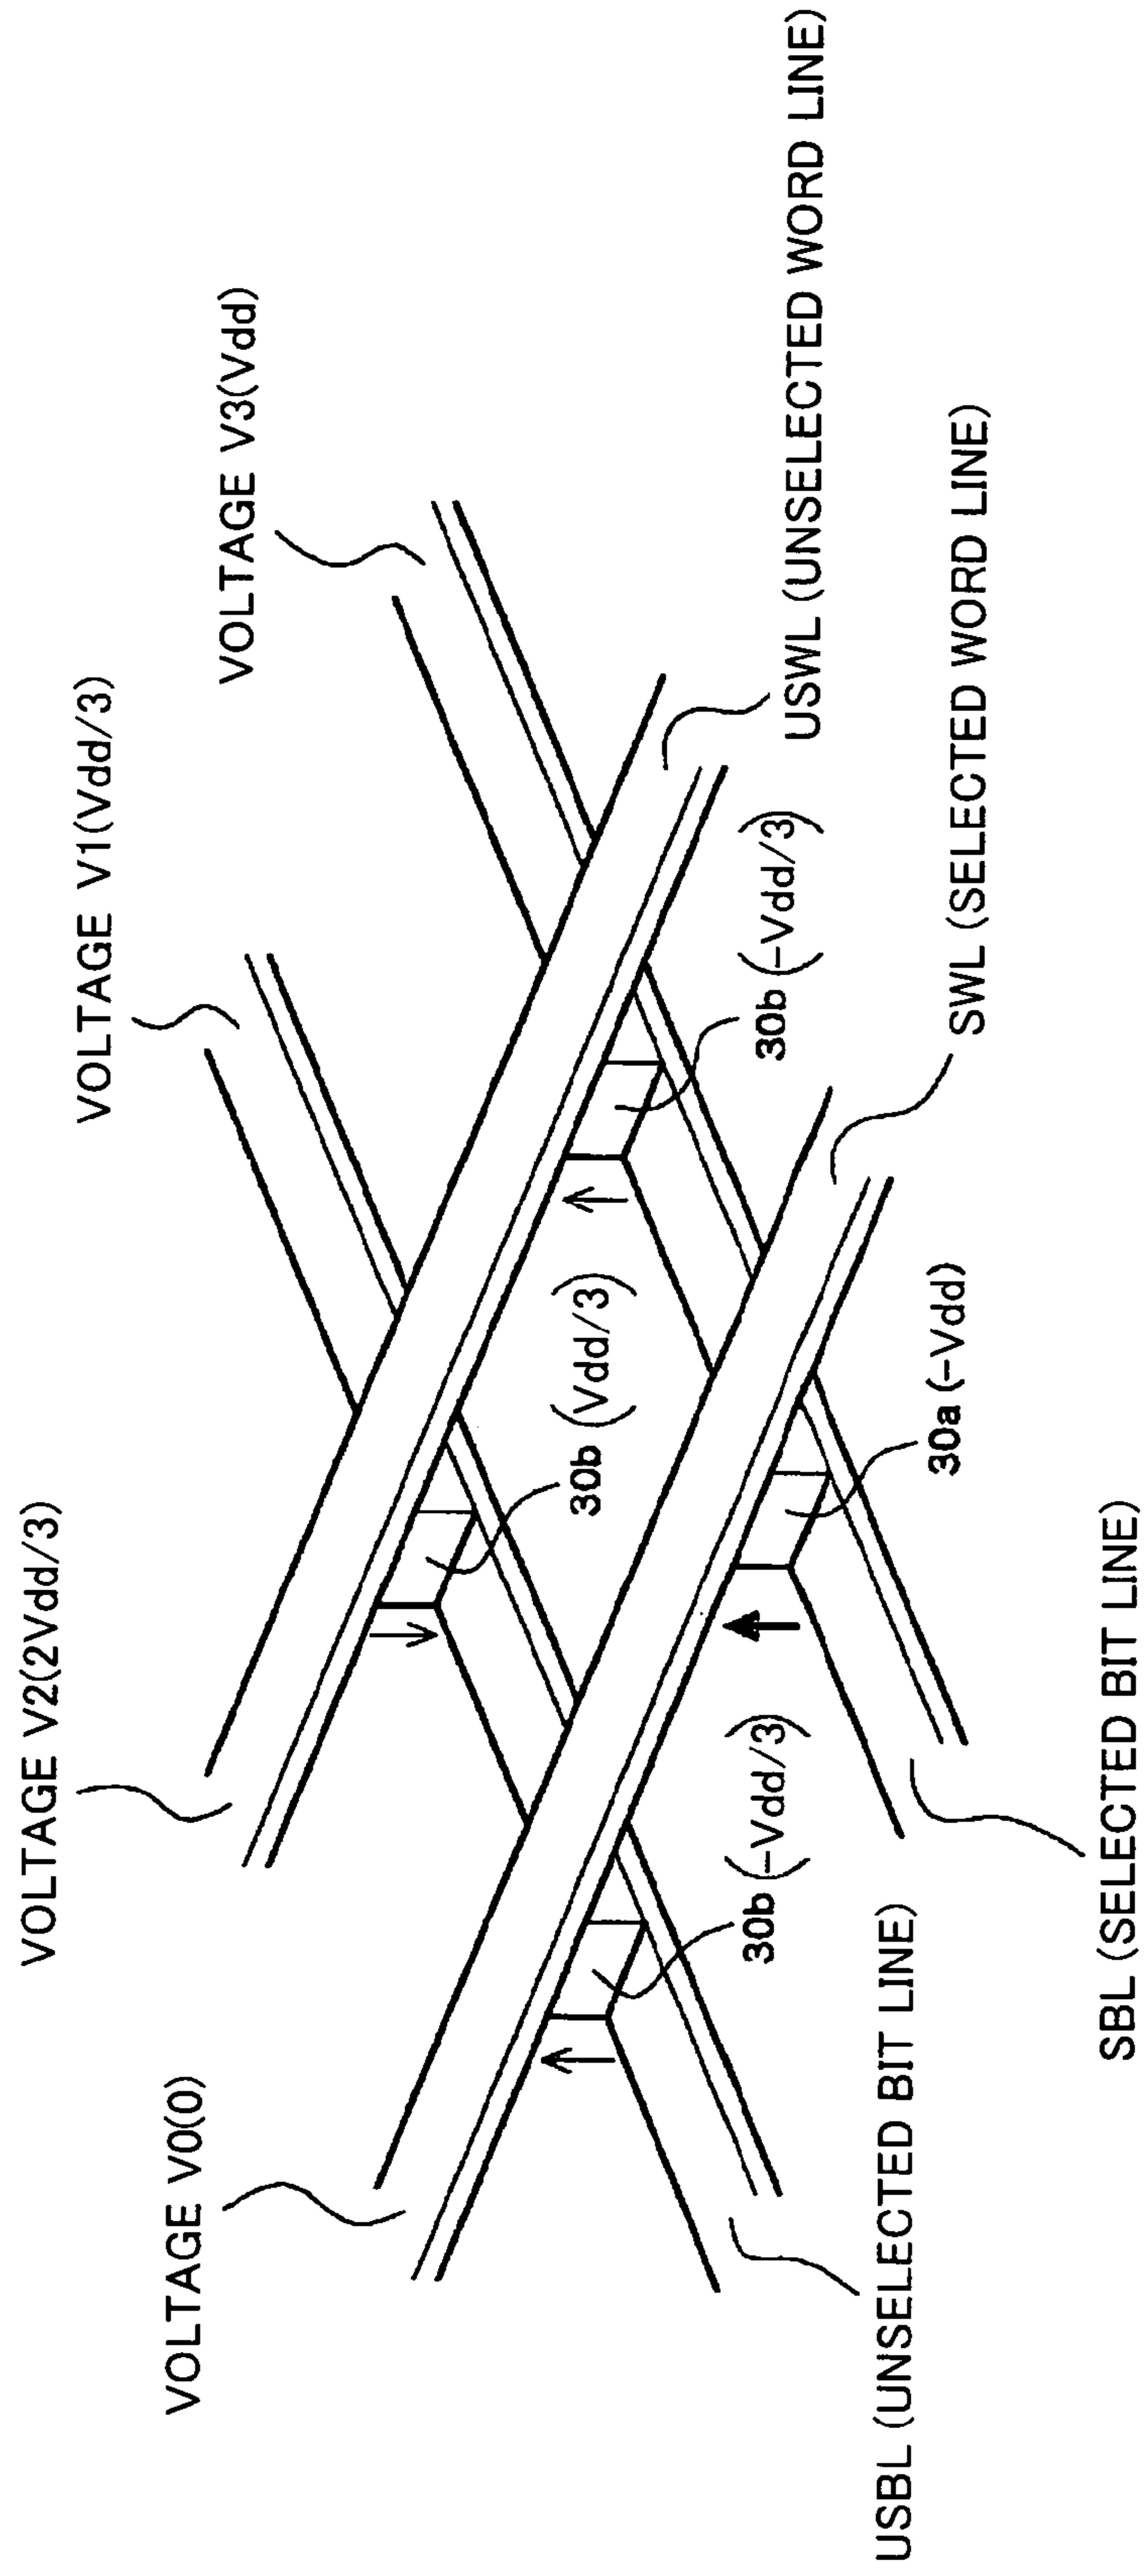 VOLTAGE V2(2Vdd/3)
VOLTAGE V1(Vdd/3)
VOLTAGE V0(0)
VOLTAGE V3(Vdd)
30b (Vdd/3)
30b (-Vdd/3)
30b (-Vdd/3)
USWL (UNSELECTED WORD LINE)
30a (-Vdd)
SWL (SELECTED WORD LINE)
USBL (UNSELECTED BIT LINE)
SBL (SELECTED BIT LINE)